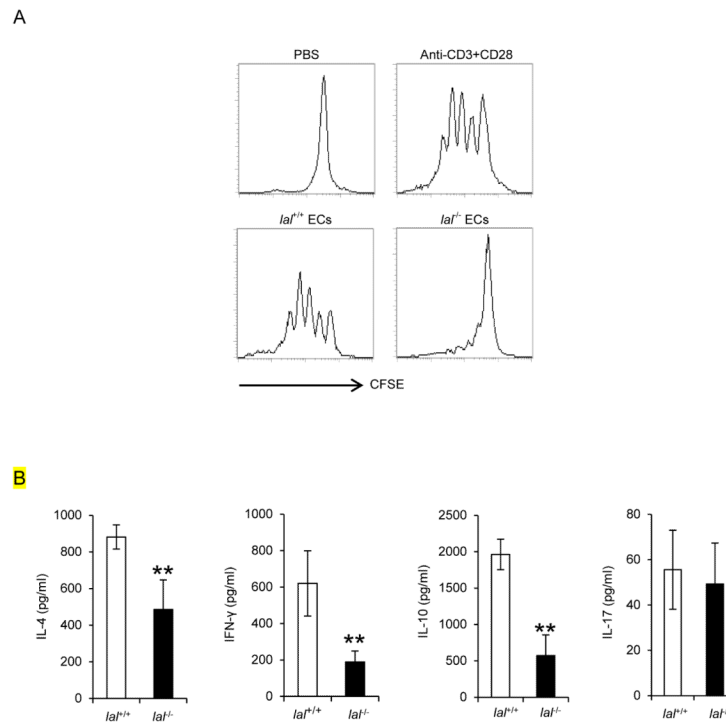 A
PBS
Anti-CD3+CD28
lal+/+ ECs
lal-/- ECs
CFSE
B
1000
800
600
400
200
0
IL-4 (pg/ml)
**
lal+/+
lal-/-
1000
800
600
400
200
0
IFN-γ (pg/ml)
**
lal+/+
lal-/-
2500
2000
1500
1000
500
0
IL-10 (pg/ml)
**
lal+/+
lal-/-
80
60
40
20
0
IL-17 (pg/ml)
lal+/+